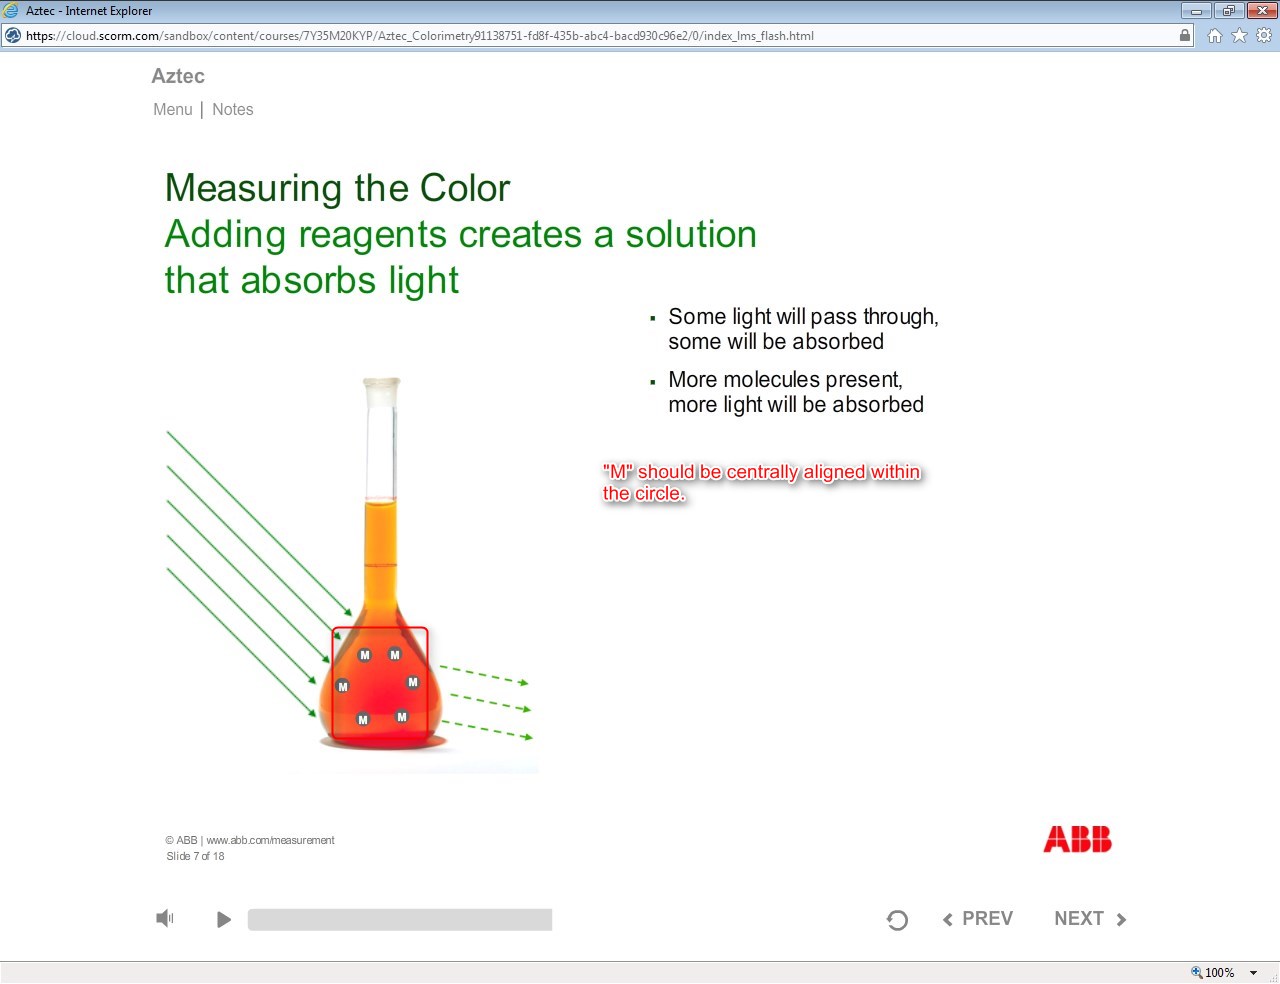 Aztec - Internet Explorer
https://cloud.scorm.com/sandbox/content/courses/7Y35M20KYP/Aztec_Colorimetry91138751-fd8f-435b-abc4-bacd930c96e2/0/index_lms_flash.html
Aztec
Menu | Notes
Measuring the Color
Adding reagents creates a solution
that absorbs light
▪ Some light will pass through,
some will be absorbed
▪ More molecules present,
more light will be absorbed
"M" should be centrally aligned within
the circle.
M M
M M
M M
© ABB | www.abb.com/measurement
Slide 7 of 18
ABB
PREV NEXT
100%